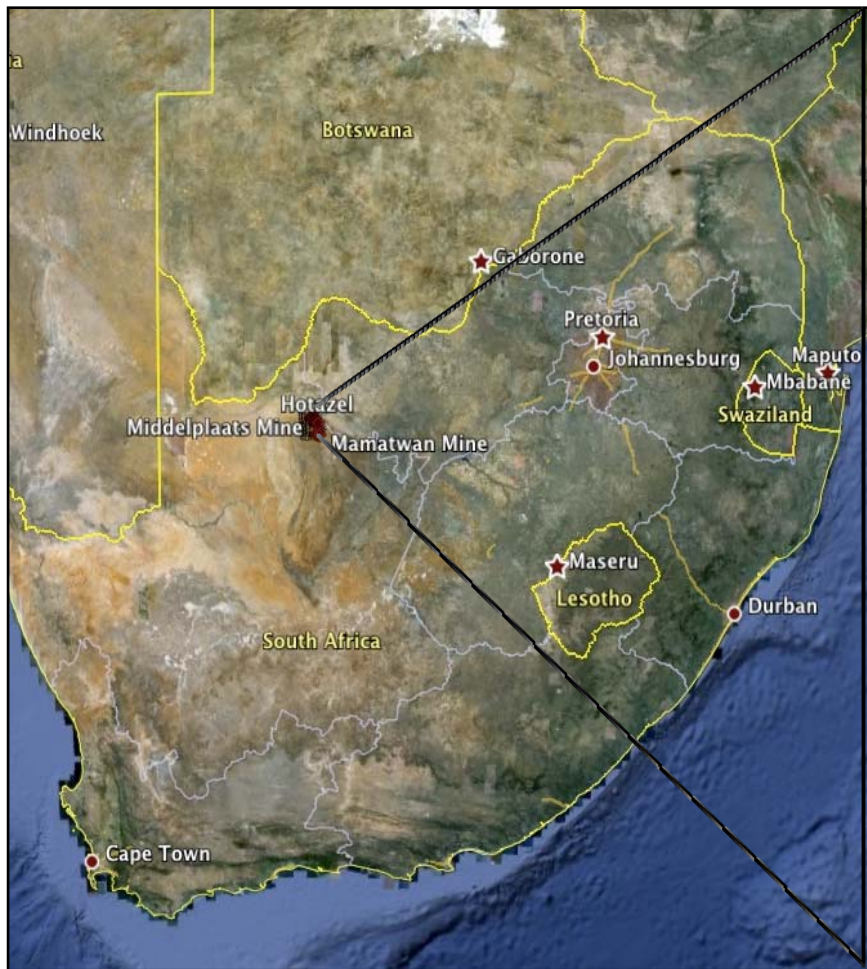 ia
Windhoek
Botswana
Gaborone
Pretoria
Johannesburg
Maputo
Mbabane
Swaziland
Hotazel
Middelplaats Mine
Mamatwan Mine
Maseru
Lesotho
Durban
South Africa
Cape Town